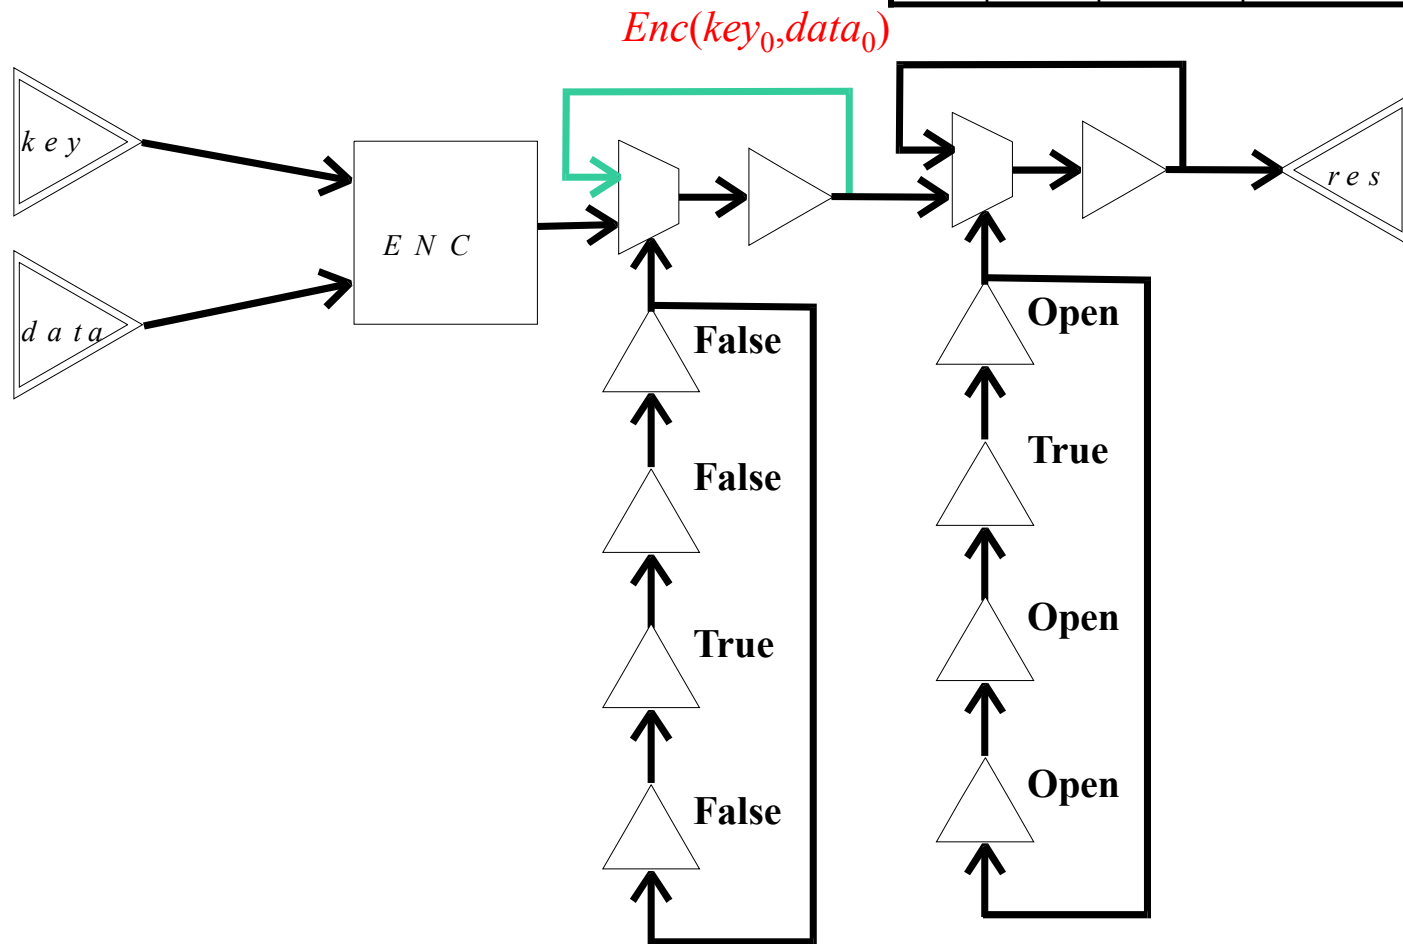 Enc(key₀,data₀)
key
ENC
res
data
Open
False
True
False
Open
True
Open
False